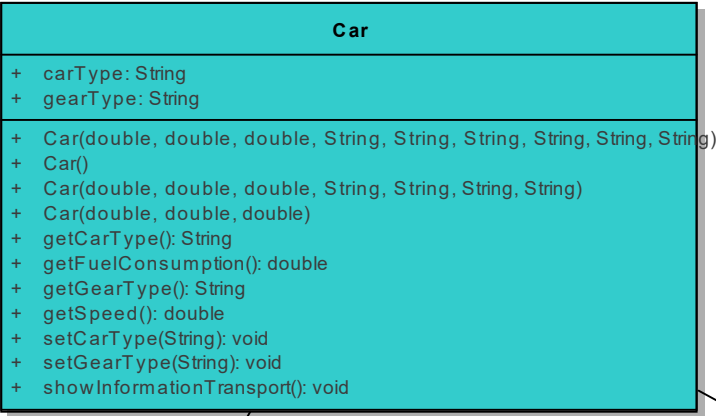 Car
+ carType: String
+ gearType: String
+ Car(double, double, double, String, String, String, String, String, String)
+ Car()
+ Car(double, double, double, String, String, String, String)
+ Car(double, double, double)
+ getCarType(): String
+ getFuelConsumption(): double
+ getGearType(): String
+ getSpeed(): double
+ setCarType(String): void
+ setGearType(String): void
+ showInformationTransport(): void